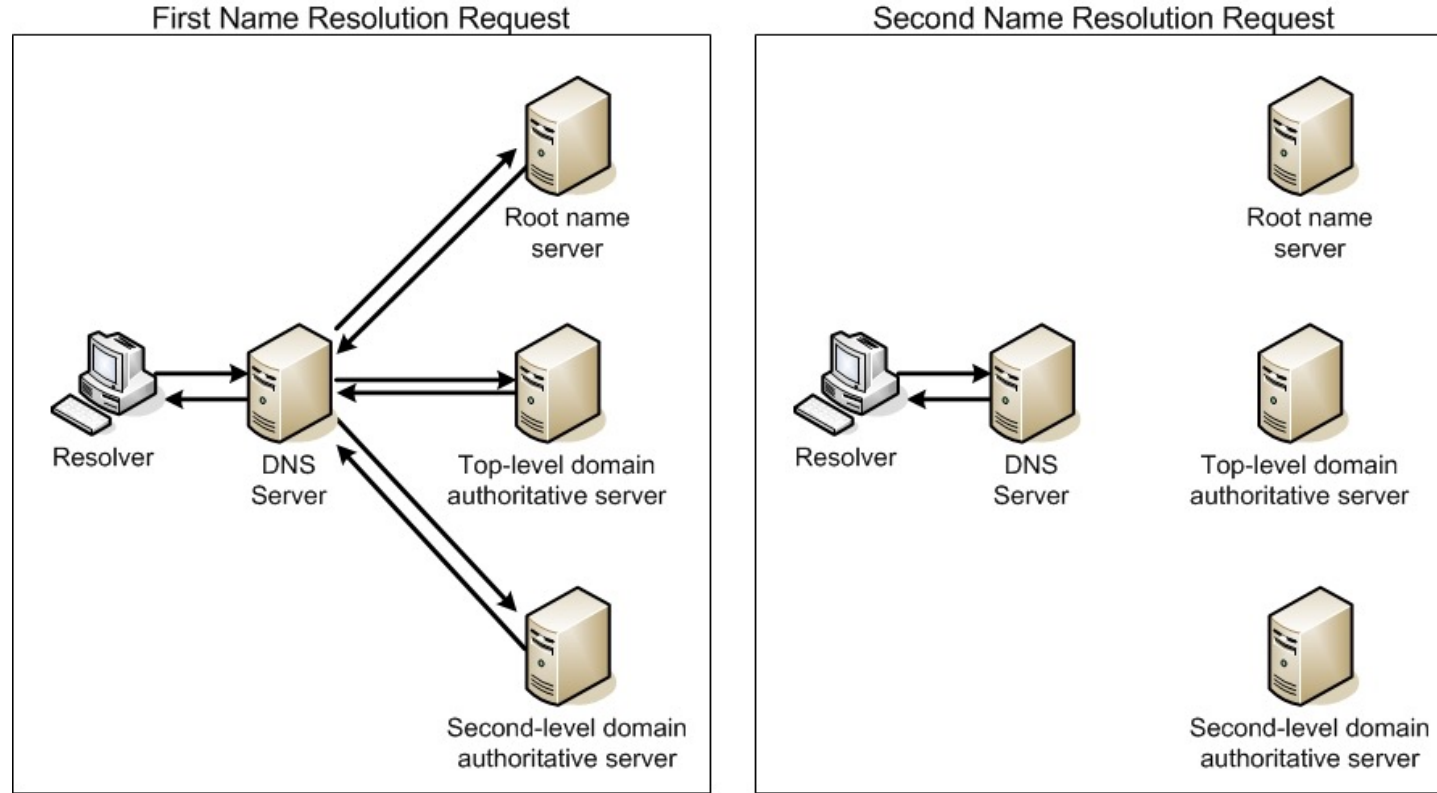 First Name Resolution Request
Root name
server
Resolver
DNS
Server
Top-level domain
authoritative server
Second-level domain
authoritative server
Second Name Resolution Request
Root name
server
Resolver
DNS
Server
Top-level domain
authoritative server
Second-level domain
authoritative server